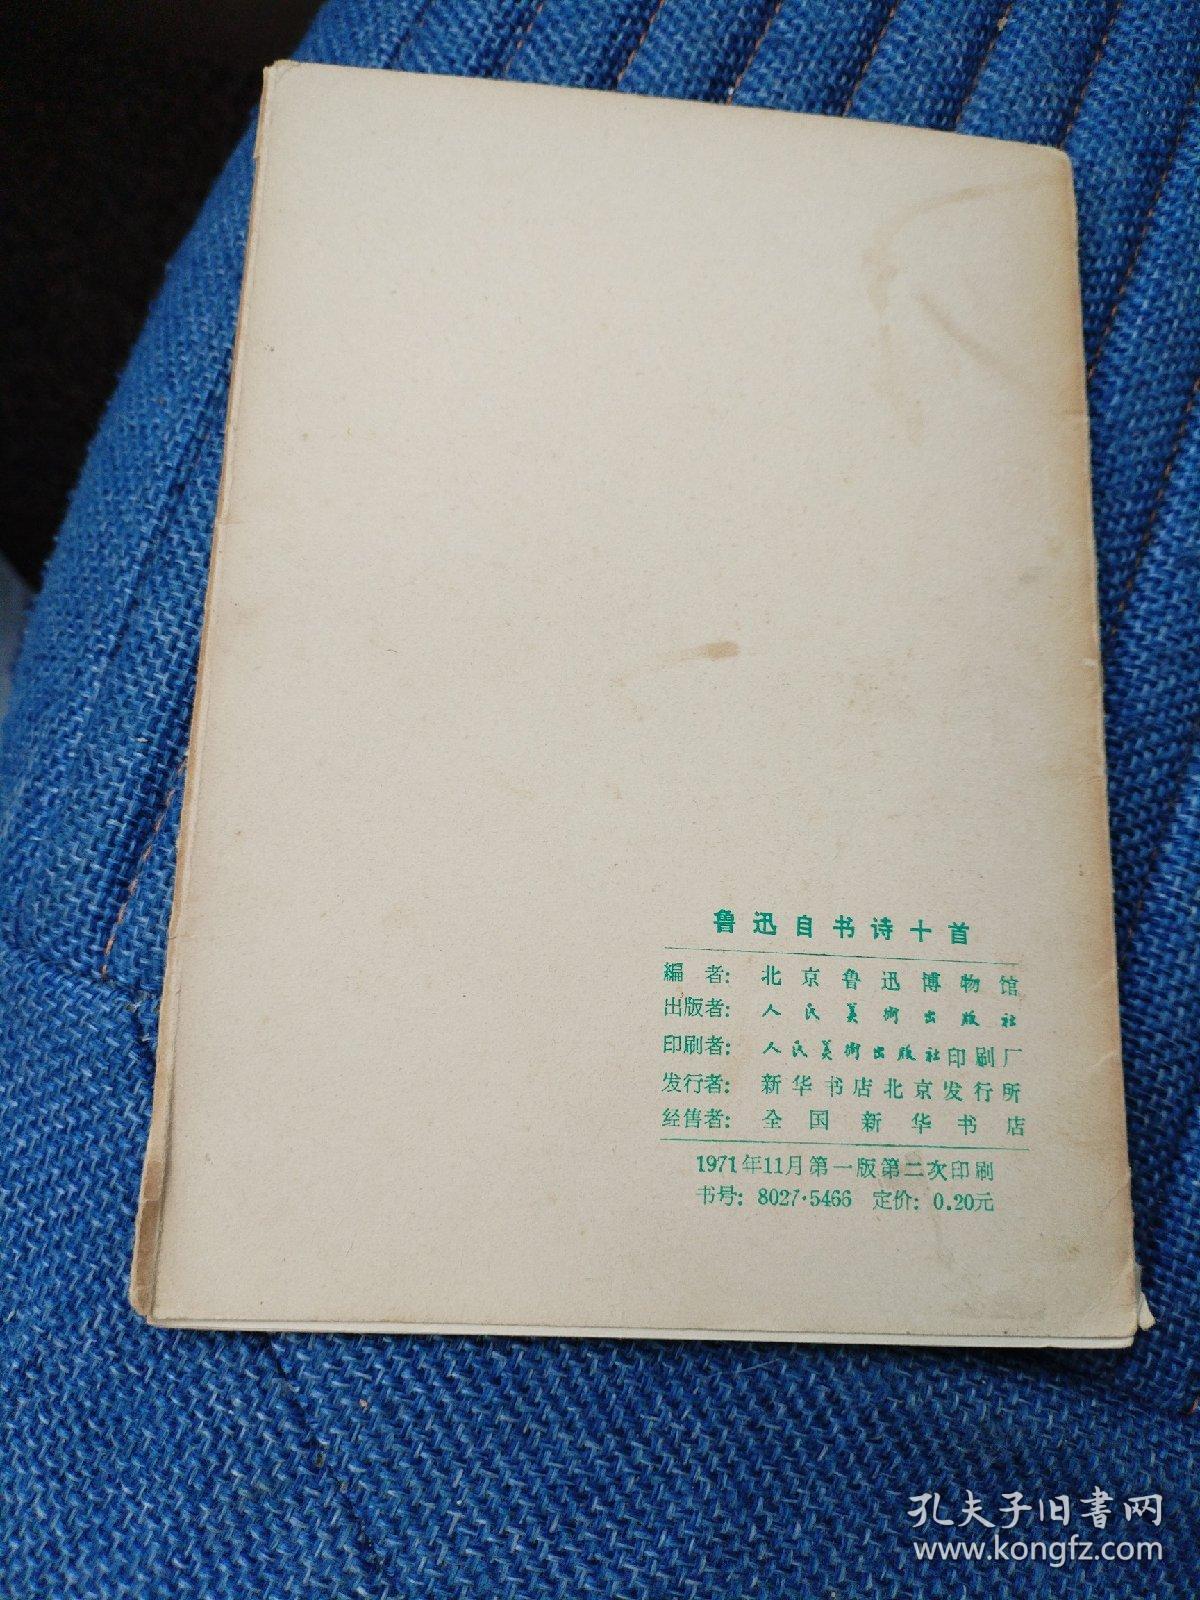 鲁迅自书诗十首
編者：北京鲁迅博物馆
出版者：人民美術出版社
印刷者：人民美術出版社印刷厂
发行者：新华书店北京发行所
经售者：全国新华书店
1971年11月第一版第二次印刷
书号：8027·5466 定价：0.20元
孔夫子旧書网
www.kongfz.com